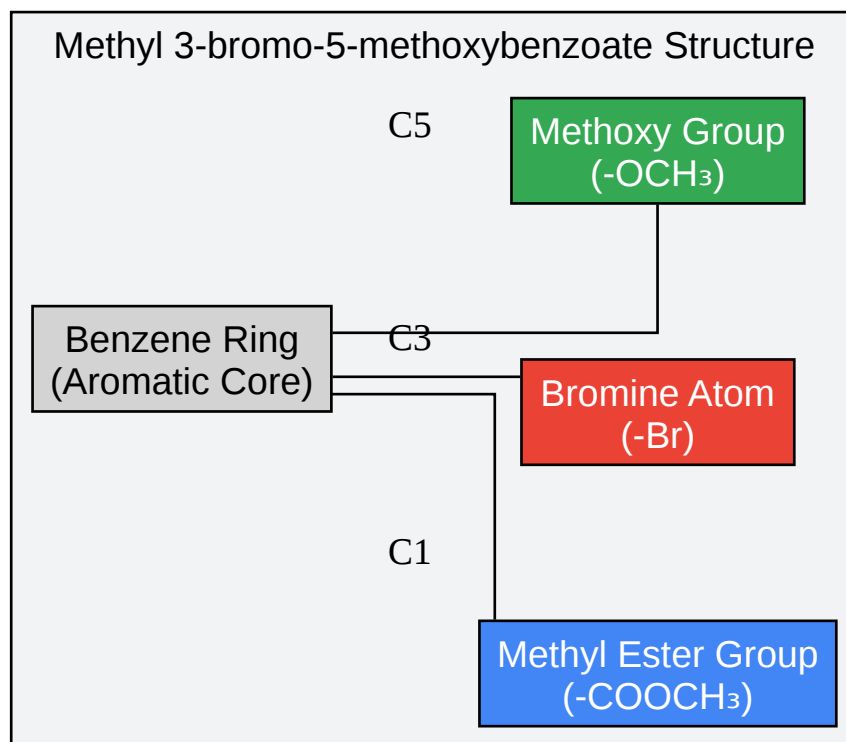 Methyl 3-bromo-5-methoxybenzoate Structure
C5
Methoxy Group
(-OCH₃)
Benzene Ring
(Aromatic Core)
C3
Bromine Atom
(-Br)
C1
Methyl Ester Group
(-COOCH₃)